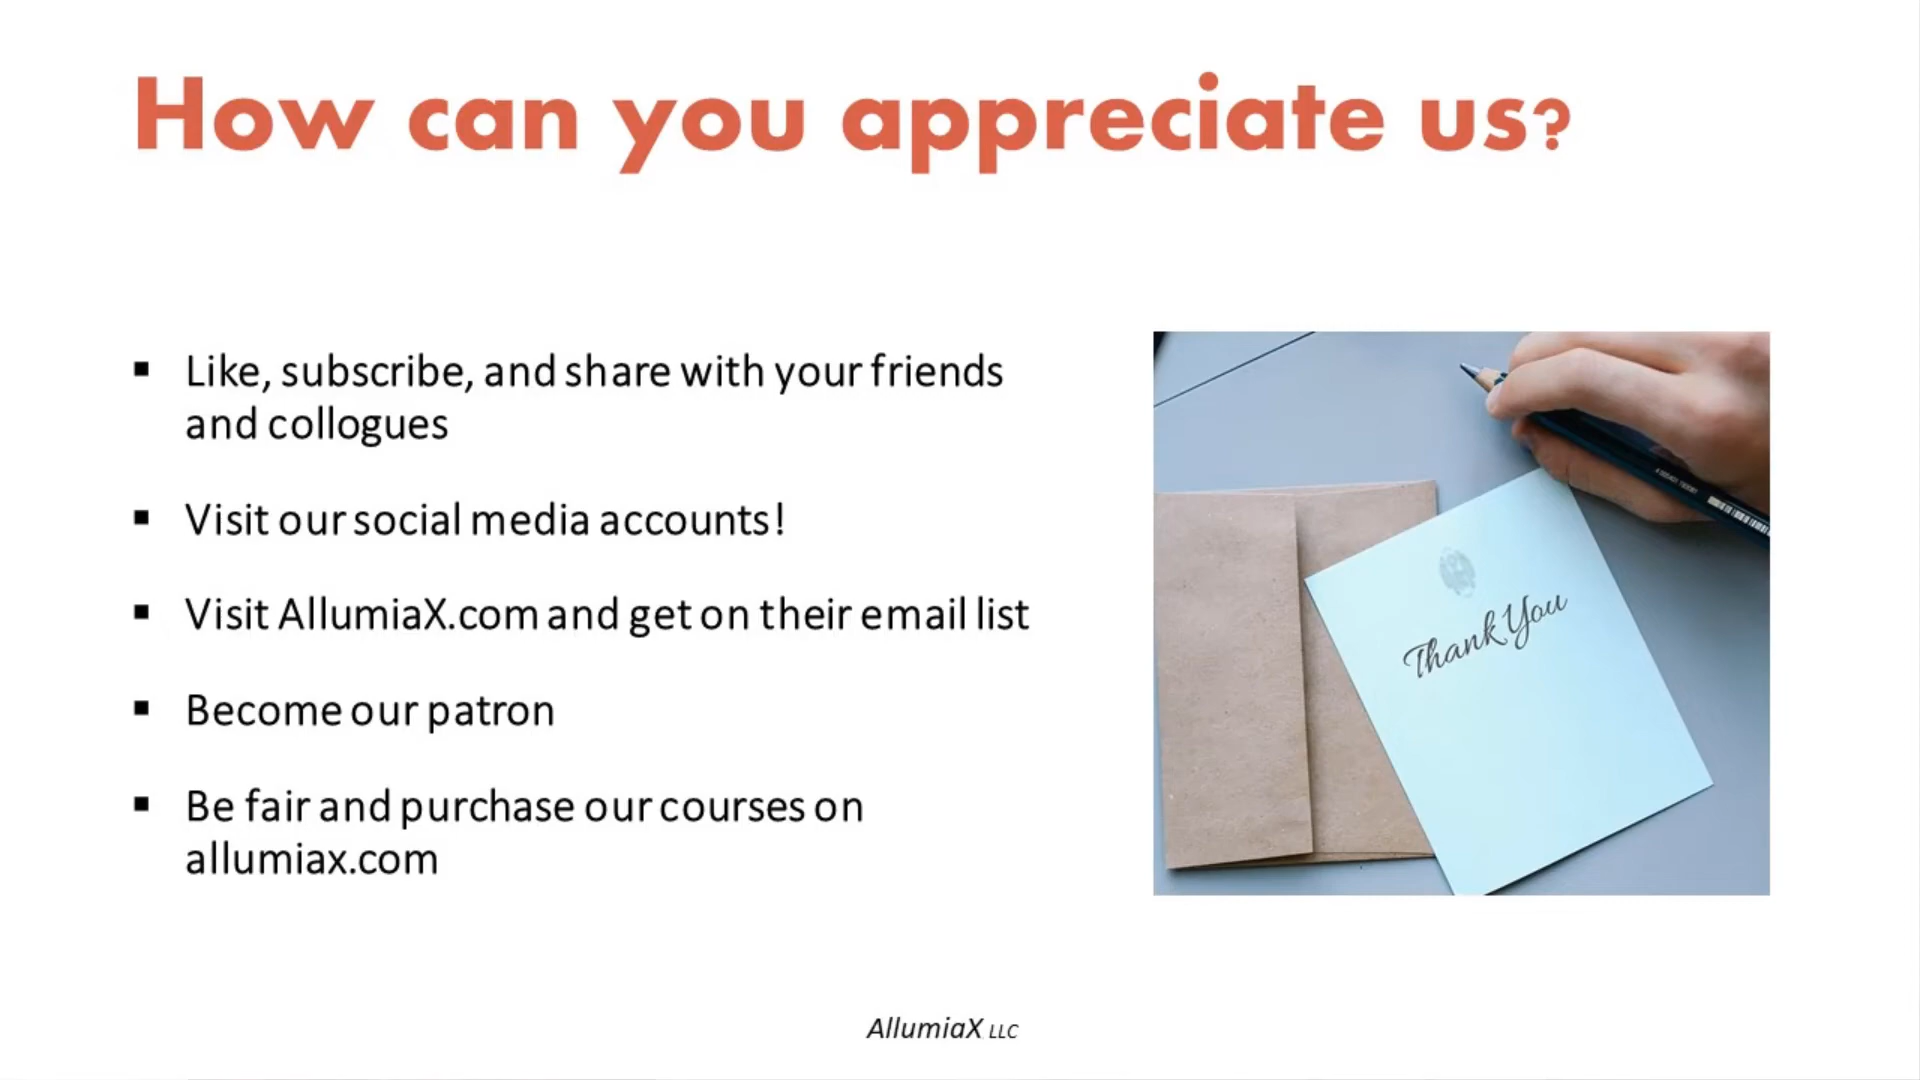 How can you appreciate us?
Like, subscribe, and share with your friends
and collogues
Visit our social media accounts!
Visit AllumiaX.com and get on their email list
Become our patron
Be fair and purchase our courses on
allumiax.com
Thank You
AllumiaX LLC